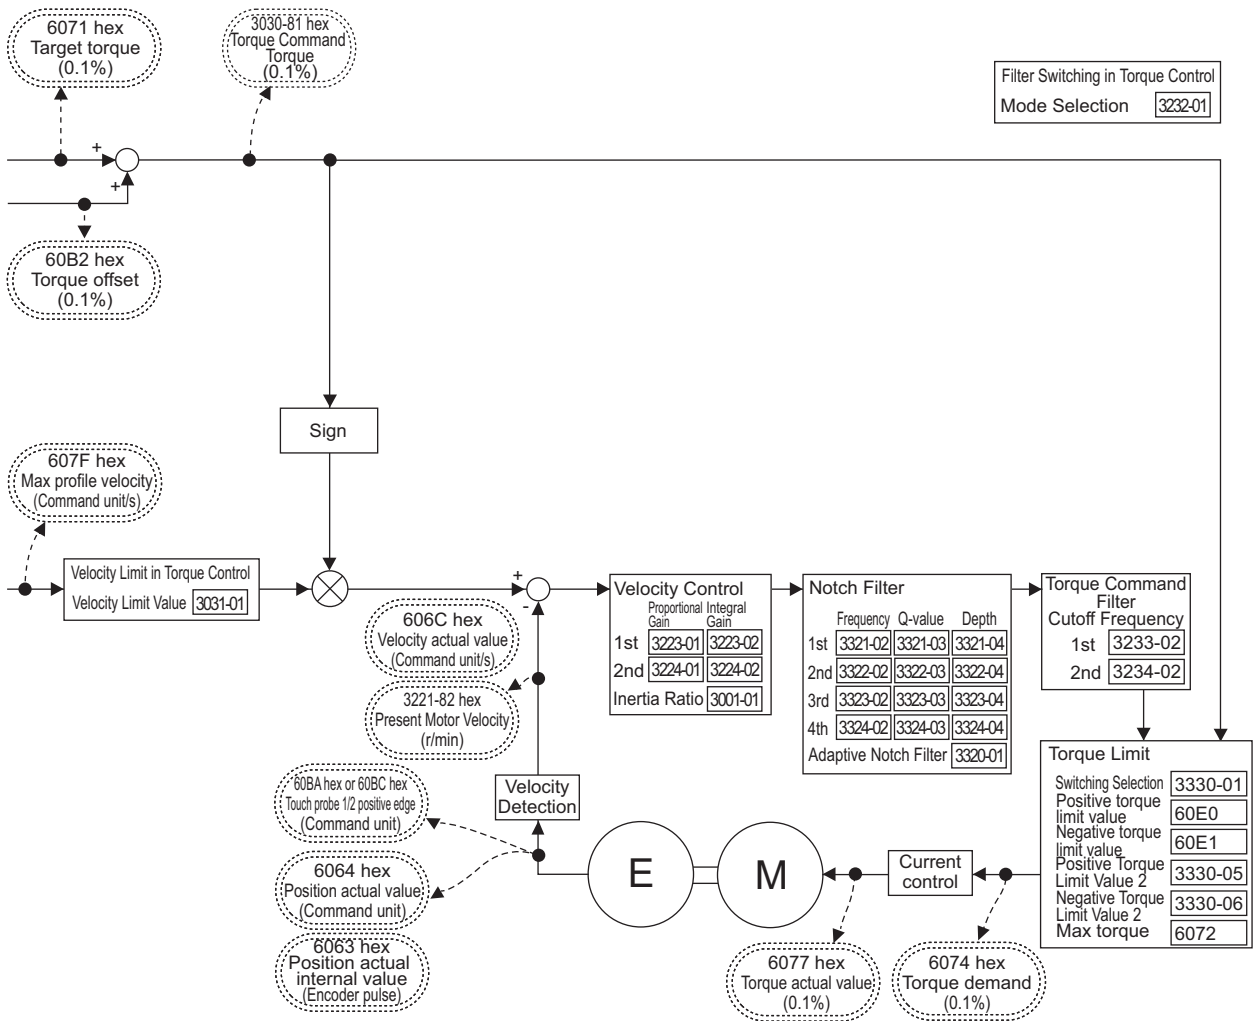 6071 hex
Target torque
(0.1%)
3030-81 hex
Torque Command
Torque
(0.1%)
Filter Switching in Torque Control
Mode Selection 3232-01
+
+
60B2 hex
Torque offset
(0.1%)
Sign
607F hex
Max profile velocity
(Command unit/s)
Velocity Limit in Torque Control
Velocity Limit Value 3031-01
+
-
606C hex
Velocity actual value
(Command unit/s)
3221-82 hex
Present Motor Velocity
(r/min)
Velocity Control
Proportional Integral
Gain Gain
1st 3223-01 3223-02
2nd 3224-01 3224-02
Inertia Ratio 3001-01
Notch Filter
Frequency Q-value Depth
1st 3321-02 3321-03 3321-04
2nd 3322-02 3322-03 3322-04
3rd 3323-02 3323-03 3323-04
4th 3324-02 3324-03 3324-04
Adaptive Notch Filter 3320-01
Torque Command
Filter
Cutoff Frequency
1st 3233-02
2nd 3234-02
Torque Limit
Switching Selection 3330-01
Positive torque
limit value 60E0
Negative torque
limit value 60E1
Positive Torque
Limit Value 2 3330-05
Negative Torque
Limit Value 2 3330-06
Max torque 6072
Velocity
Detection
60BA hex or 60BC hex
Touch probe 1/2 positive edge
(Command unit)
6064 hex
Position actual value
(Command unit)
6063 hex
Position actual
internal value
(Encoder pulse)
E
M
Current
control
6077 hex
Torque actual value
(0.1%)
6074 hex
Torque demand
(0.1%)